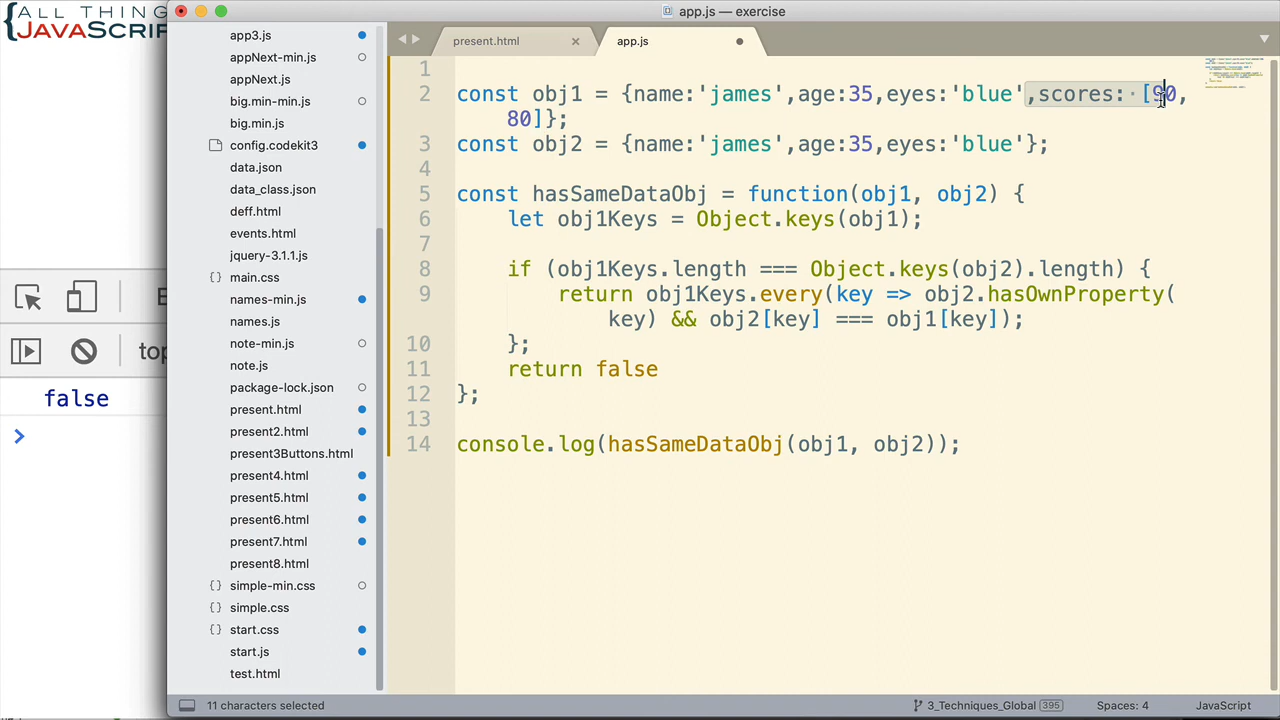 ALL THING
JAVASCRIP
app.js — exercise
app3.js
appNext-min.js
appNext.js
big.min-min.js
big.min.js
config.codekit3
data.json
data_class.json
deff.html
events.html
jquery-3.1.1.js
main.css
names-min.js
names.js
note-min.js
note.js
package-lock.json
present.html
present2.html
present3Buttons.html
present4.html
present5.html
present6.html
present7.html
present8.html
simple-min.css
simple.css
start.css
start.js
test.html
present.html
app.js
1
2 const obj1 = {name:'james',age:35,eyes:'blue',scores: [90,
80]};
3 const obj2 = {name:'james',age:35,eyes:'blue'};
4
5 const hasSameDataObj = function(obj1, obj2) {
6 let obj1Keys = Object.keys(obj1);
7
8 if (obj1Keys.length === Object.keys(obj2).length) {
9 return obj1Keys.every(key => obj2.hasOwnProperty(
key) && obj2[key] === obj1[key]);
10 };
11 return false
12 };
13
14 console.log(hasSameDataObj(obj1, obj2));
top
false
11 characters selected
3_Techniques_Global 395
Spaces: 4
JavaScript